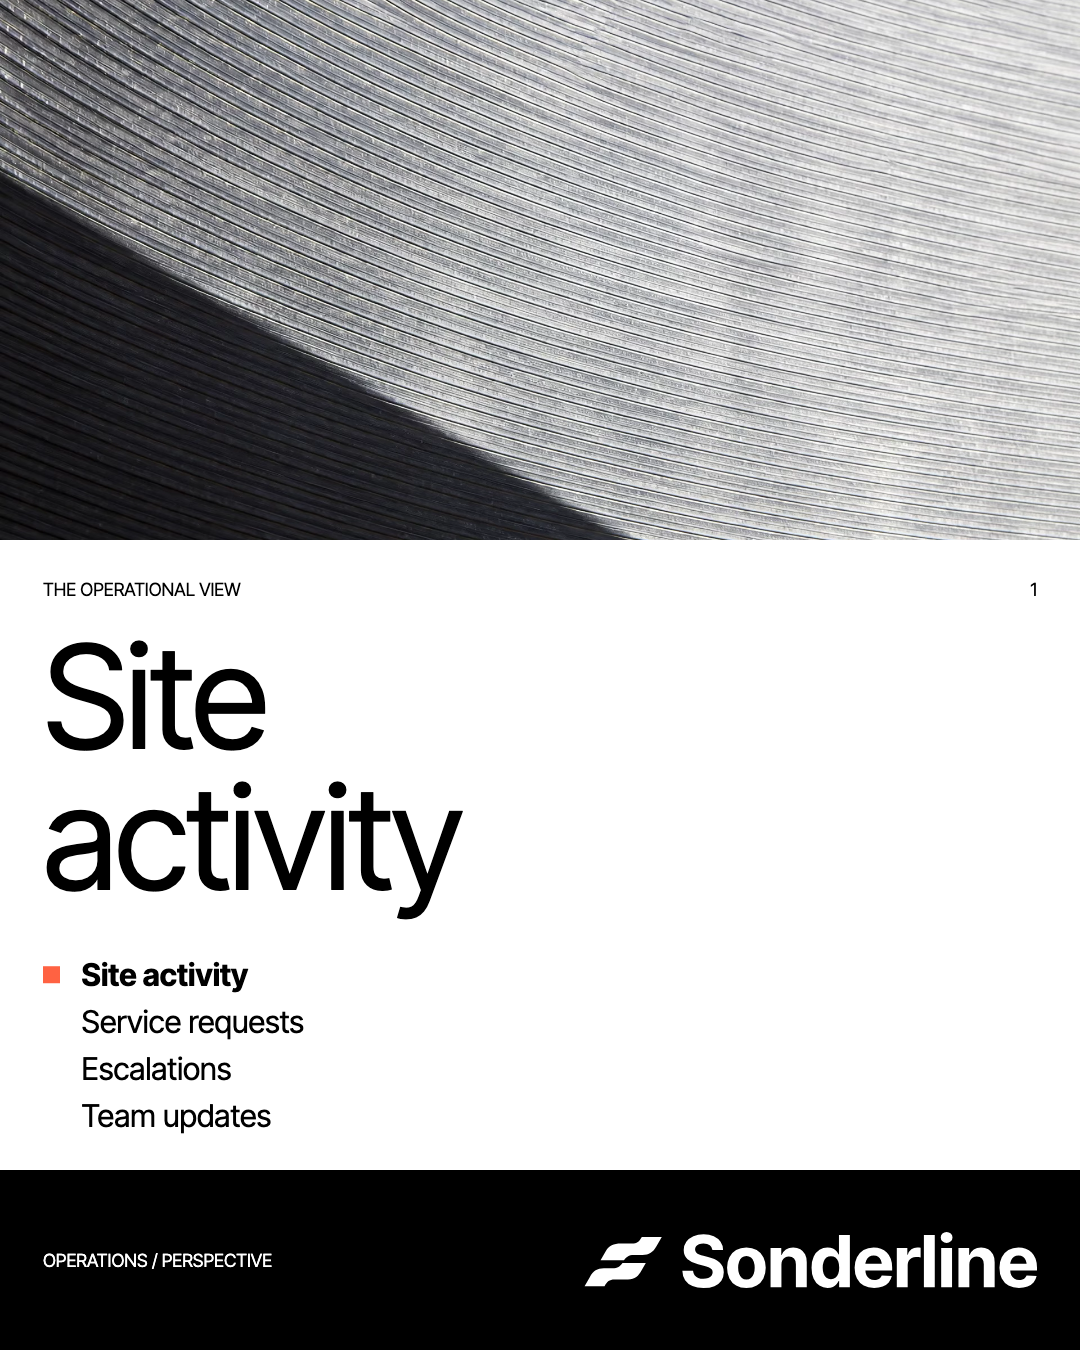 THE OPERATIONAL VIEW
1
Site
activity
Site activity
Service requests
Escalations
Team updates
OPERATIONS / PERSPECTIVE
Sonderline